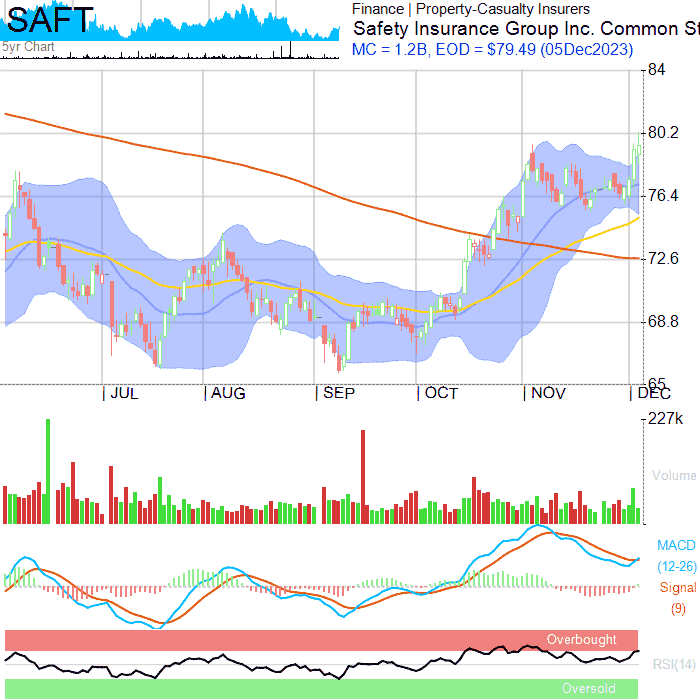 SAFT
5yr Chart
Finance | Property-Casualty Insurers
Safety Insurance Group Inc. Common St
MC = 1.2B, EOD = $79.49 (05Dec2023)
84
80.2
76.4
72.6
68.8
65
JUL AUG SEP OCT NOV DEC
227k
Volume
MACD
(12-26)
Signal
(9)
Overbought
RSI(14)
Oversold